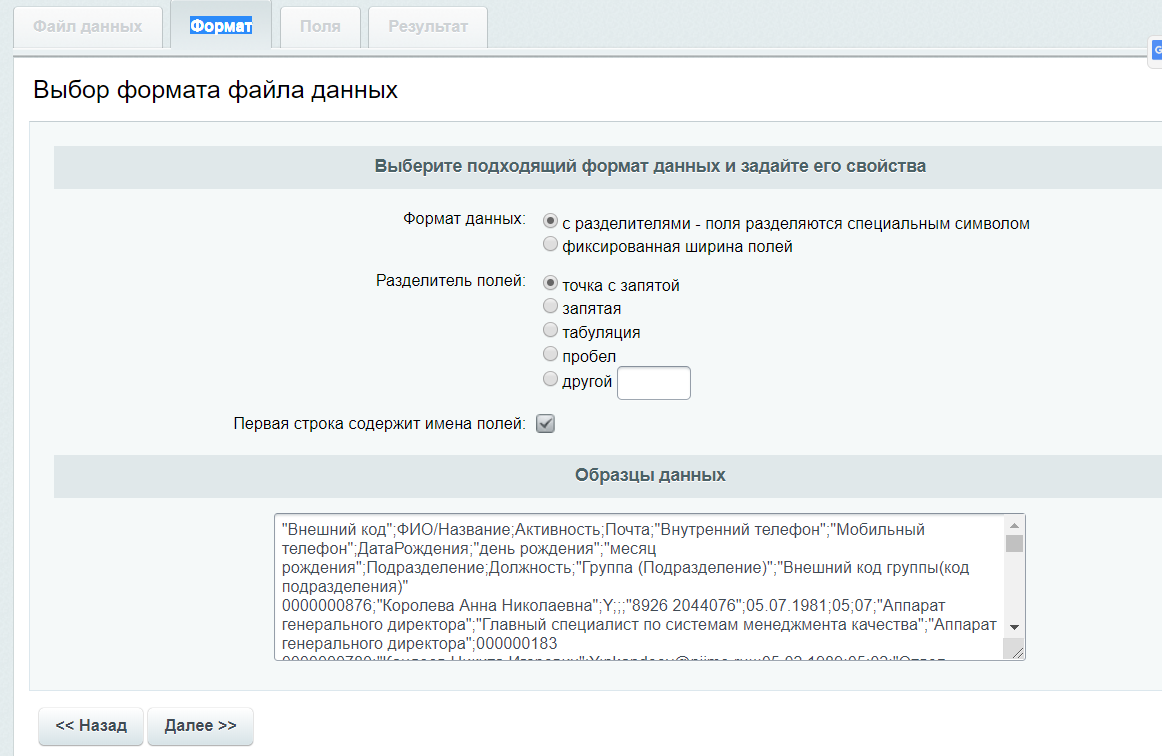 Файл данных
Формат
Поля
Результат
G
Выбор формата файла данных
Выберите подходящий формат данных и задайте его свойства
Формат данных:
с разделителями - поля разделяются специальным символом
фиксированная ширина полей
Разделитель полей:
точка с запятой
запятая
табуляция
пробел
другой
Первая строка содержит имена полей:
Образцы данных
"Внешний код";ФИО/Название;Активность;Почта;"Внутренний телефон";"Мобильный
телефон";ДатаРождения;"день рождения";"месяц
рождения";Подразделение;Должность;"Группа (Подразделение)";"Внешний код группы(код
подразделения)"
0000000876;"Королева Анна Николаевна";Y;;;"8926 2044076";05.07.1981;05;07;"Аппарат
генерального директора";"Главный специалист по системам менеджмента качества";"Аппарат
генерального директора";000000183
<< Назад
Далее >>